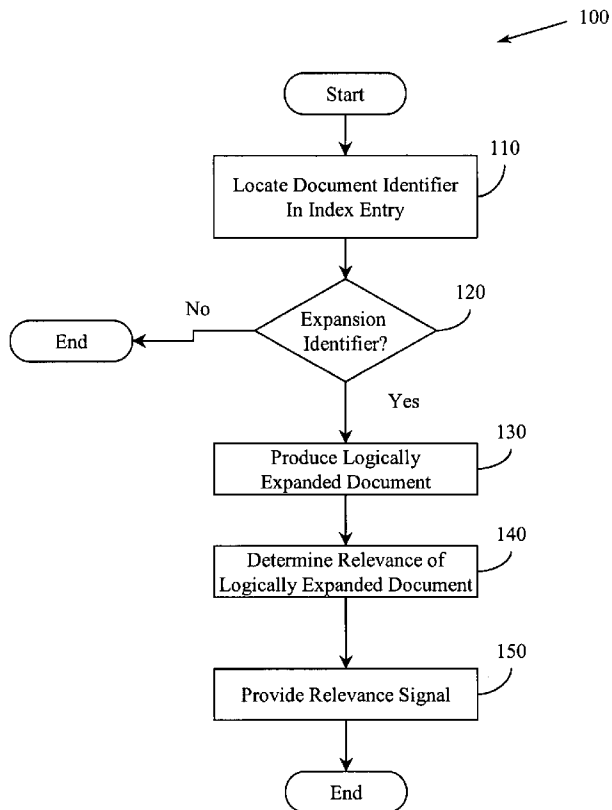 100
Start
110
Locate Document Identifier
In Index Entry
120
No
Expansion
Identifier?
End
Yes
130
Produce Logically
Expanded Document
140
Determine Relevance of
Logically Expanded Document
150
Provide Relevance Signal
End